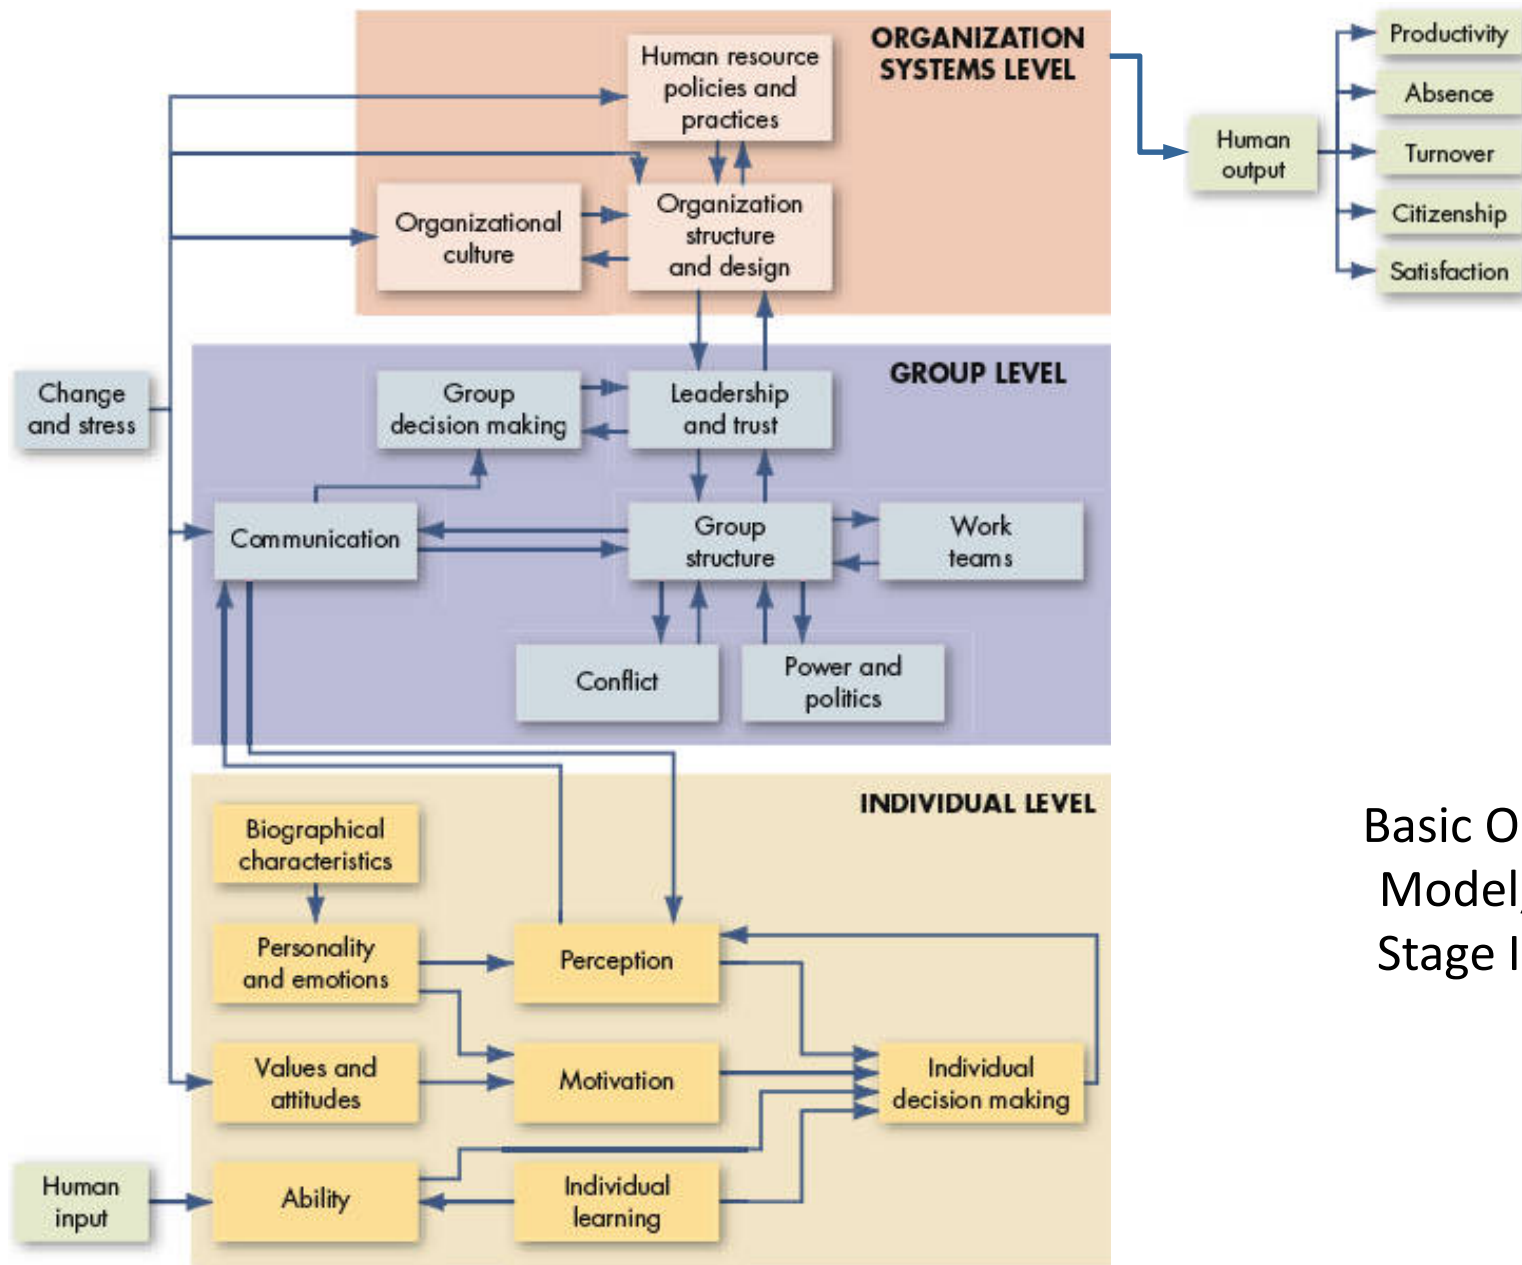 ORGANIZATION
SYSTEMS LEVEL
Human resource
policies and
practices
Organizational
culture
Organization
structure
and design
Human
output
Productivity
Absence
Turnover
Citizenship
Satisfaction
Change
and stress
GROUP LEVEL
Group
decision making
Leadership
and trust
Communication
Group
structure
Work
teams
Conflict
Power and
politics
INDIVIDUAL LEVEL
Biographical
characteristics
Personality
and emotions
Perception
Values and
attitudes
Motivation
Individual
decision making
Human
input
Ability
Individual
learning
Basic O
Model,
Stage I